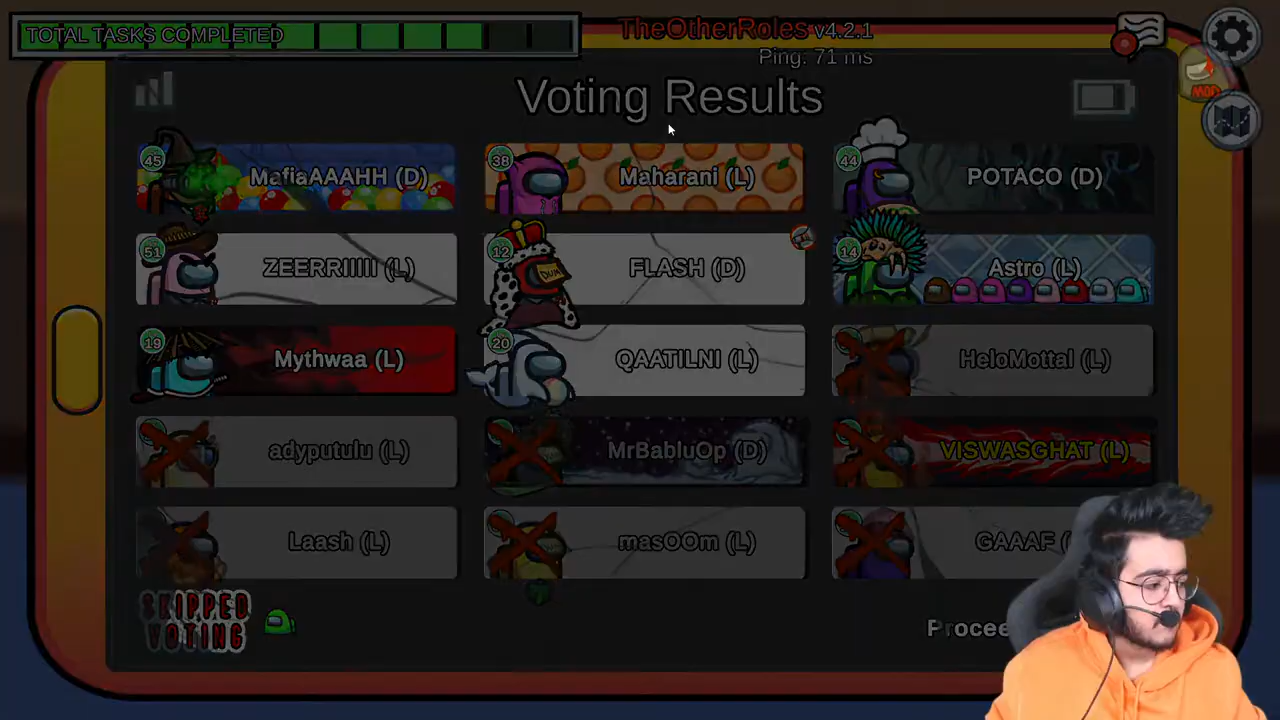 TOTAL TASKS COMPLETED
TheOtherRoles v4.2.1
Ping: 71 ms
MOD
Voting Results
45 MafiaAAAHH (D)
38 Maharani (L)
44 POTACO (D)
51 ZEERRIIIII (L)
12 FLASH (D)
DUM
14 Astro (L)
19 Mythwaa (L)
20 QAATILNI (L)
HeloMottal (L)
adyputulu (L)
MrBabluOp (D)
VISWASGHAT (L)
Laash (L)
masOOm (L)
GAAAF (
SKIPPED
VOTING
Procee